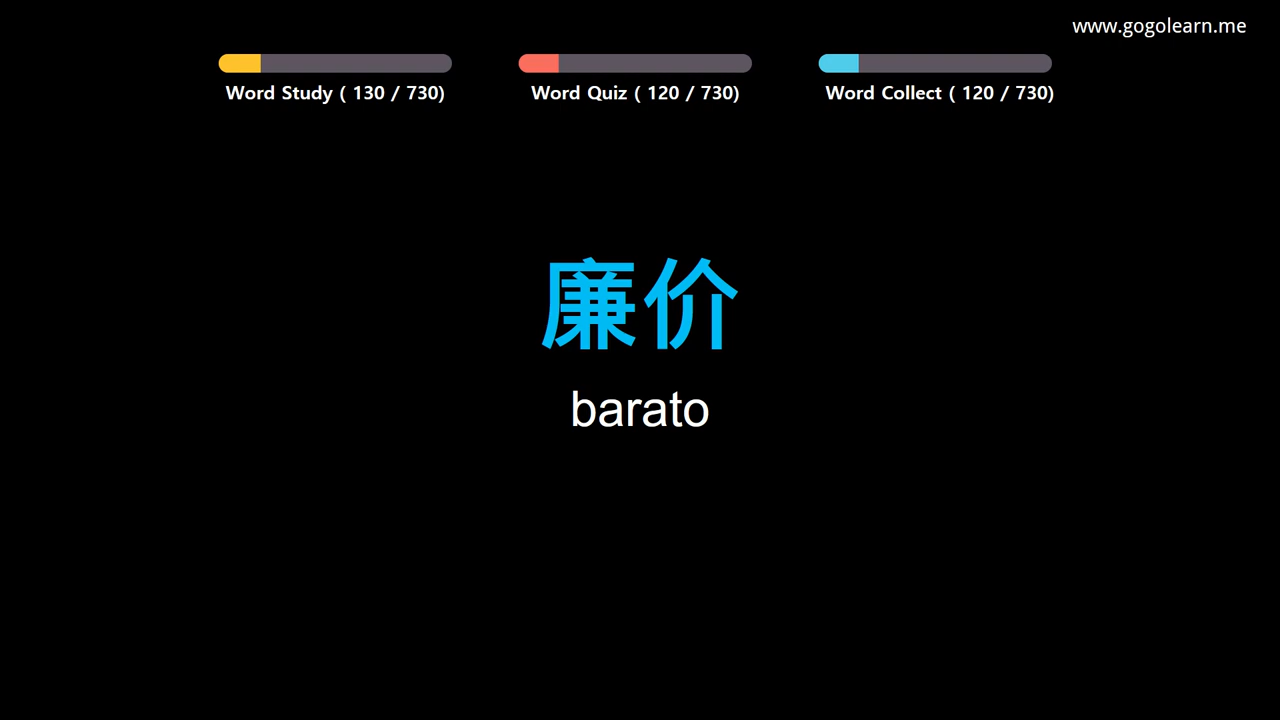 www.gogolearn.me
Word Study ( 130 / 730)
Word Quiz ( 120 / 730)
Word Collect ( 120 / 730)
廉价
barato